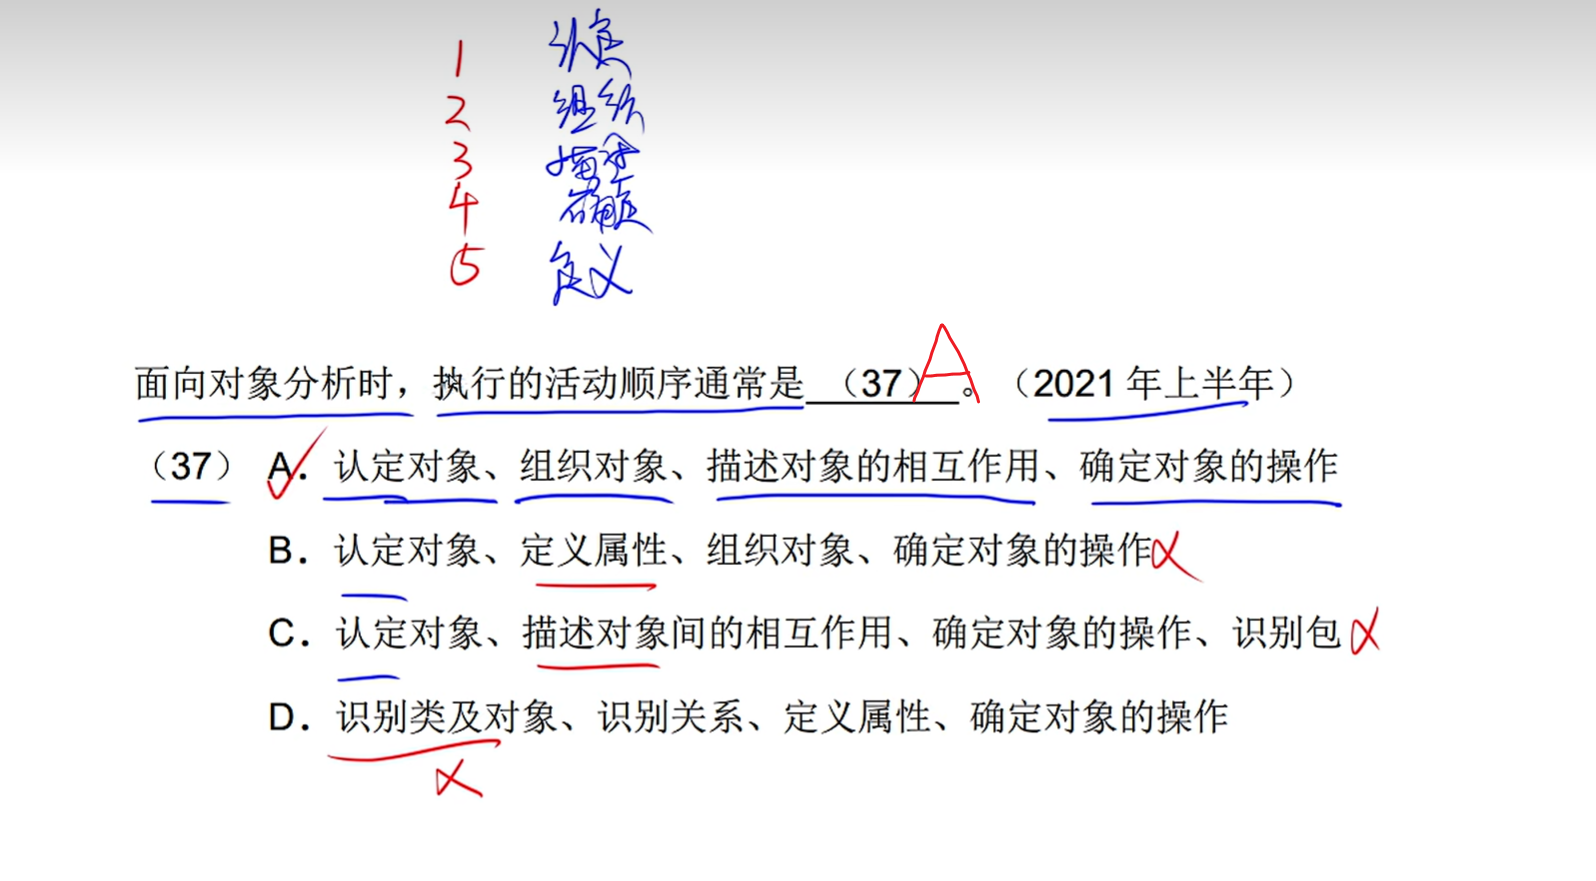 1 认定
2 组织
3 描述
4 确定
5 定义
面向对象分析时，执行的活动顺序通常是（37）A。（2021年上半年）
（37）A．认定对象、组织对象、描述对象的相互作用、确定对象的操作
B．认定对象、定义属性、组织对象、确定对象的操作
C．认定对象、描述对象间的相互作用、确定对象的操作、识别包
D．识别类及对象、识别关系、定义属性、确定对象的操作